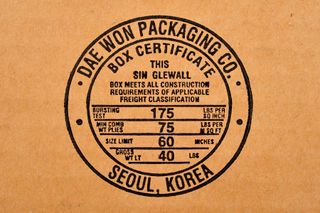 · DAE WON PACKAGING CO. ·
BOX CERTIFICATE
THIS
SIN GLEWALL
BOX MEETS ALL CONSTRUCTION
REQUIREMENTS OF APPLICABLE
FREIGHT CLASSIFICATION
BURSTING TEST 175 LBS PER SQ INCH
MIN COMB WT PLIES 75 LBS PER M SQ FT
SIZE LIMIT 60 INCHES
GROSS WT LT 40 LBS
SEOUL, KOREA